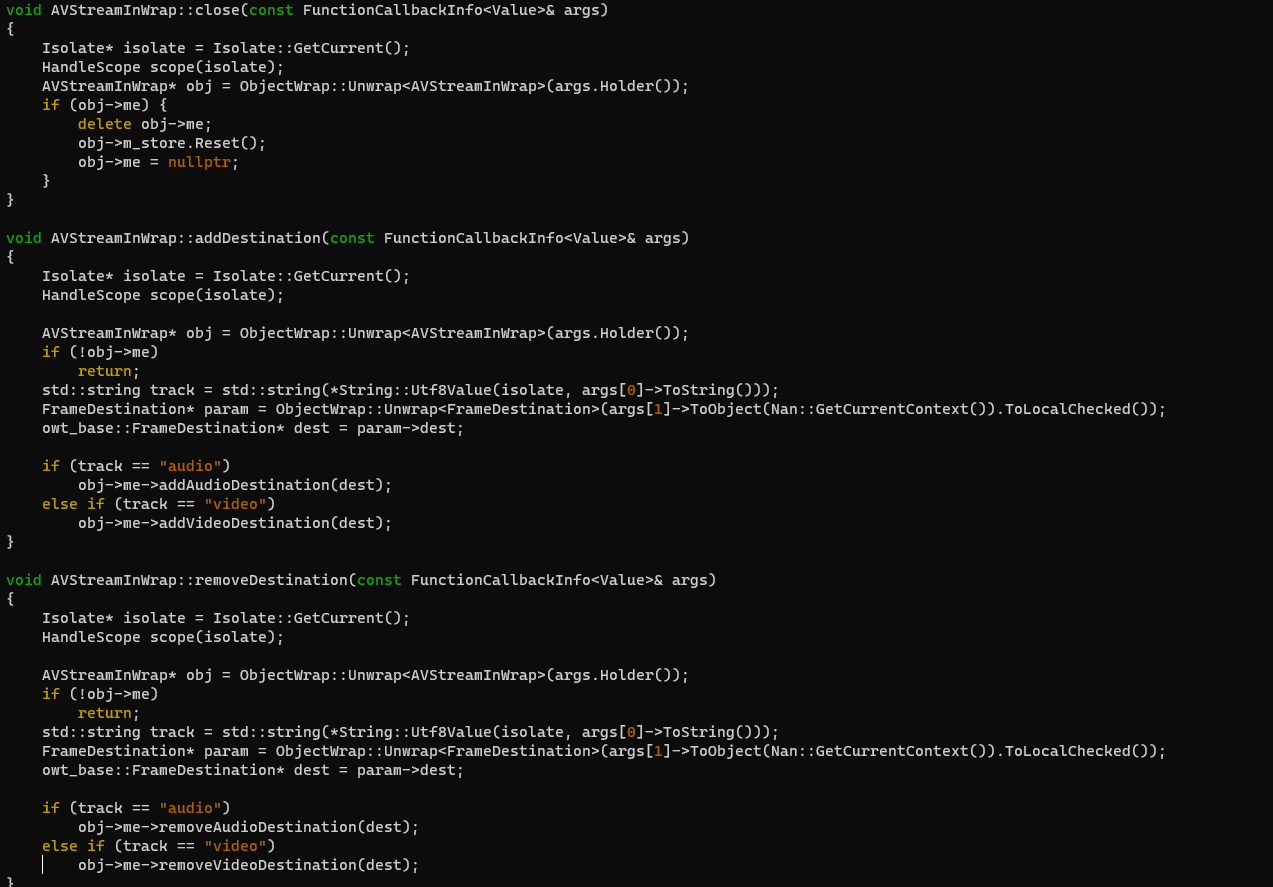 void AVStreamInWrap::close(const FunctionCallbackInfo<Value>& args)
{
    Isolate* isolate = Isolate::GetCurrent();
    HandleScope scope(isolate);
    AVStreamInWrap* obj = ObjectWrap::Unwrap<AVStreamInWrap>(args.Holder());
    if (obj->me) {
        delete obj->me;
        obj->m_store.Reset();
        obj->me = nullptr;
    }
}

void AVStreamInWrap::addDestination(const FunctionCallbackInfo<Value>& args)
{
    Isolate* isolate = Isolate::GetCurrent();
    HandleScope scope(isolate);

    AVStreamInWrap* obj = ObjectWrap::Unwrap<AVStreamInWrap>(args.Holder());
    if (!obj->me)
        return;
    std::string track = std::string(*String::Utf8Value(isolate, args[0]->ToString()));
    FrameDestination* param = ObjectWrap::Unwrap<FrameDestination>(args[1]->ToObject(Nan::GetCurrentContext()).ToLocalChecked());
    owt_base::FrameDestination* dest = param->dest;

    if (track == "audio")
        obj->me->addAudioDestination(dest);
    else if (track == "video")
        obj->me->addVideoDestination(dest);
}

void AVStreamInWrap::removeDestination(const FunctionCallbackInfo<Value>& args)
{
    Isolate* isolate = Isolate::GetCurrent();
    HandleScope scope(isolate);

    AVStreamInWrap* obj = ObjectWrap::Unwrap<AVStreamInWrap>(args.Holder());
    if (!obj->me)
        return;
    std::string track = std::string(*String::Utf8Value(isolate, args[0]->ToString()));
    FrameDestination* param = ObjectWrap::Unwrap<FrameDestination>(args[1]->ToObject(Nan::GetCurrentContext()).ToLocalChecked());
    owt_base::FrameDestination* dest = param->dest;

    if (track == "audio")
        obj->me->removeAudioDestination(dest);
    else if (track == "video")
        obj->me->removeVideoDestination(dest);
}